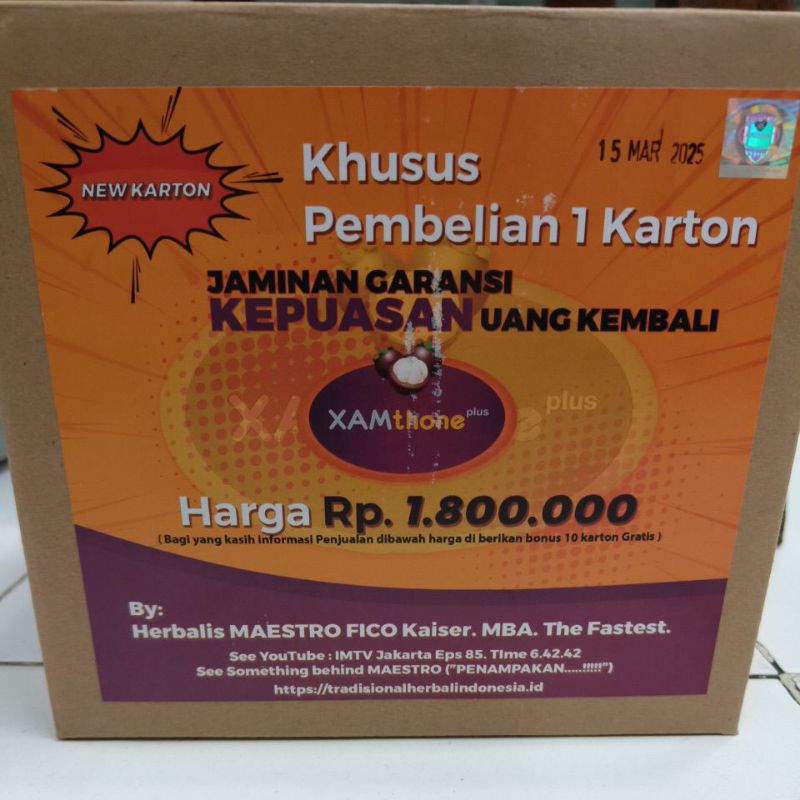 NEW KARTON
15 MAR 2025
Khusus
Pembelian 1 Karton
JAMINAN GARANSI
KEPUASAN UANG KEMBALI
XAMthone plus
plus
Harga Rp. 1.800.000
( Bagi yang kasih informasi Penjualan dibawah harga di berikan bonus 10 karton Gratis )
By:
Herbalis MAESTRO FICO Kaiser. MBA. The Fastest.
See YouTube : IMTV Jakarta Eps 85. TIme 6.42.42
See Something behind MAESTRO ("PENAMPAKAN.....!!!!!")
https://tradisionalherbalindonesia.id